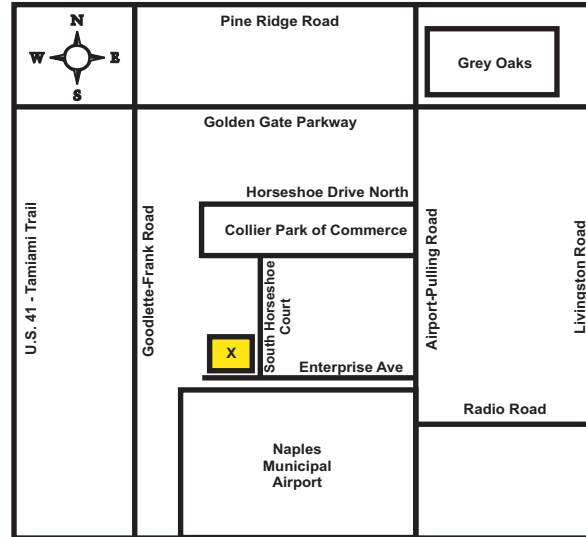 Pine Ridge Road
N
W
E
S
Grey Oaks
Golden Gate Parkway
Horseshoe Drive North
Collier Park of Commerce
U.S. 41 - Tamiami Trail
Goodlette-Frank Road
South Horseshoe
Court
Airport-Pulling Road
Livingston Road
X
Enterprise Ave
Radio Road
Naples
Municipal
Airport